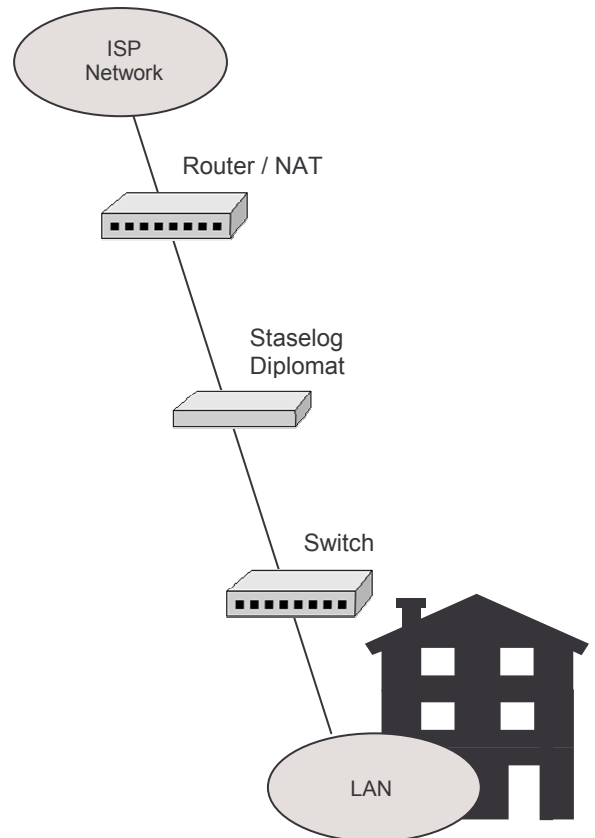 ISP
Network
Router / NAT
Staselog
Diplomat
Switch
LAN